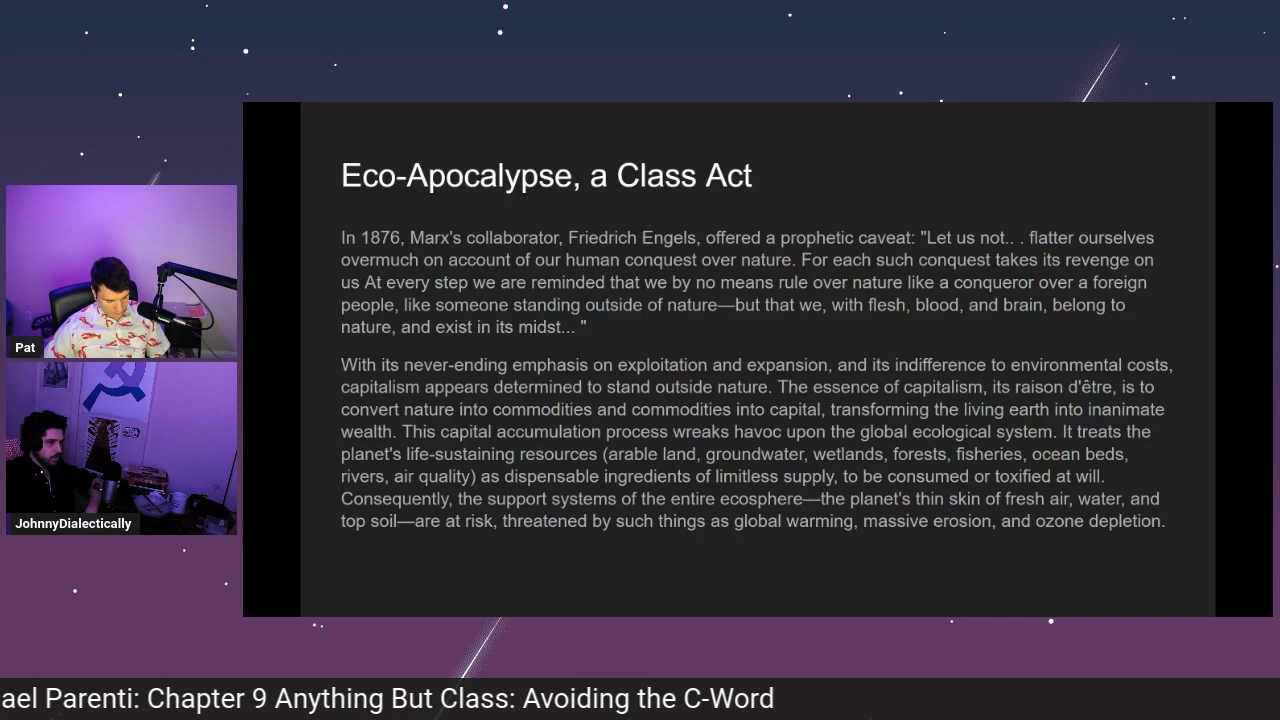 Eco-Apocalypse, a Class Act
In 1876, Marx's collaborator, Friedrich Engels, offered a prophetic caveat: "Let us not.. . flatter ourselves
overmuch on account of our human conquest over nature. For each such conquest takes its revenge on
us At every step we are reminded that we by no means rule over nature like a conqueror over a foreign
people, like someone standing outside of nature—but that we, with flesh, blood, and brain, belong to
nature, and exist in its midst... "
With its never-ending emphasis on exploitation and expansion, and its indifference to environmental costs,
capitalism appears determined to stand outside nature. The essence of capitalism, its raison d'être, is to
convert nature into commodities and commodities into capital, transforming the living earth into inanimate
wealth. This capital accumulation process wreaks havoc upon the global ecological system. It treats the
planet's life-sustaining resources (arable land, groundwater, wetlands, forests, fisheries, ocean beds,
rivers, air quality) as dispensable ingredients of limitless supply, to be consumed or toxified at will.
Consequently, the support systems of the entire ecosphere—the planet's thin skin of fresh air, water, and
top soil—are at risk, threatened by such things as global warming, massive erosion, and ozone depletion.
Pat
JohnnyDialectically
ael Parenti: Chapter 9 Anything But Class: Avoiding the C-Word